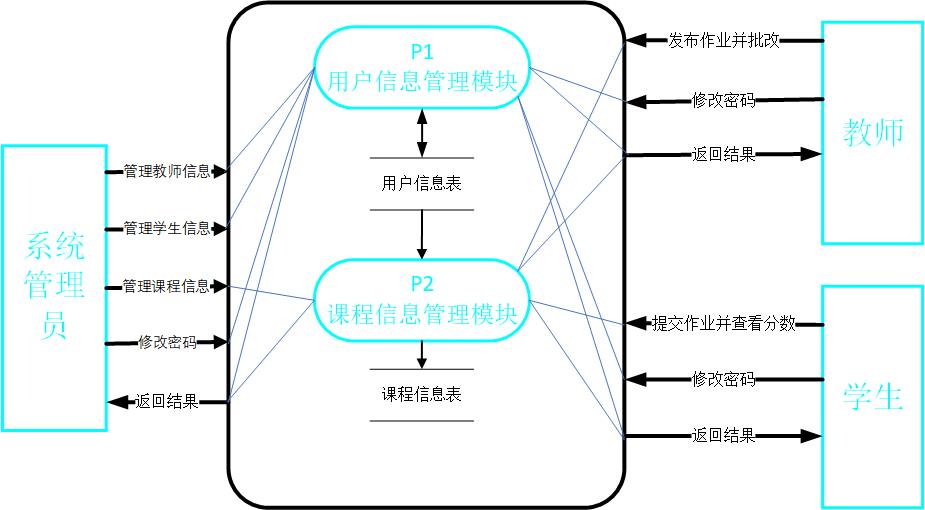 系统
管理
员
管理教师信息
管理学生信息
管理课程信息
修改密码
返回结果
P1
用户信息管理模块
用户信息表
P2
课程信息管理模块
课程信息表
发布作业并批改
修改密码
返回结果
教师
提交作业并查看分数
修改密码
返回结果
学生